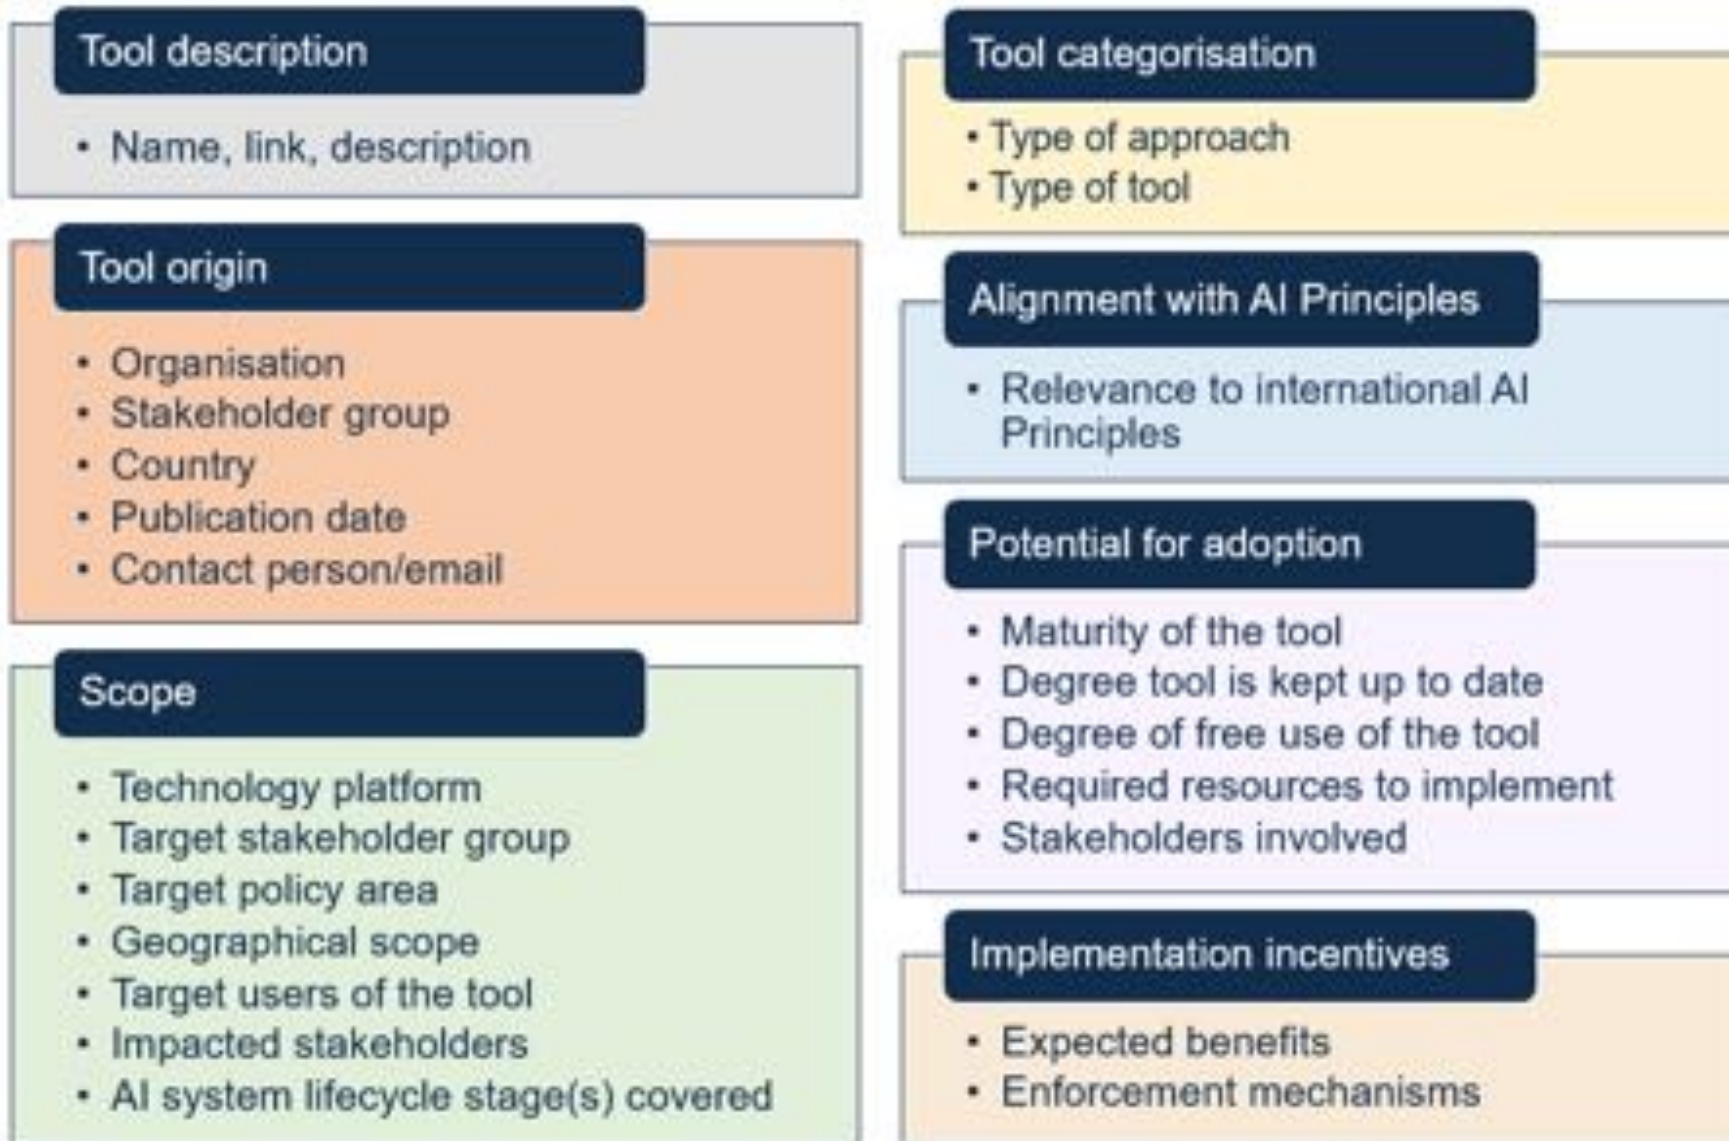 Tool description
• Name, link, description
Tool origin
• Organisation
• Stakeholder group
• Country
• Publication date
• Contact person/email
Scope
• Technology platform
• Target stakeholder group
• Target policy area
• Geographical scope
• Target users of the tool
• Impacted stakeholders
• AI system lifecycle stage(s) covered
Tool categorisation
• Type of approach
• Type of tool
Alignment with AI Principles
• Relevance to international AI
Principles
Potential for adoption
• Maturity of the tool
• Degree tool is kept up to date
• Degree of free use of the tool
• Required resources to implement
• Stakeholders involved
Implementation incentives
• Expected benefits
• Enforcement mechanisms